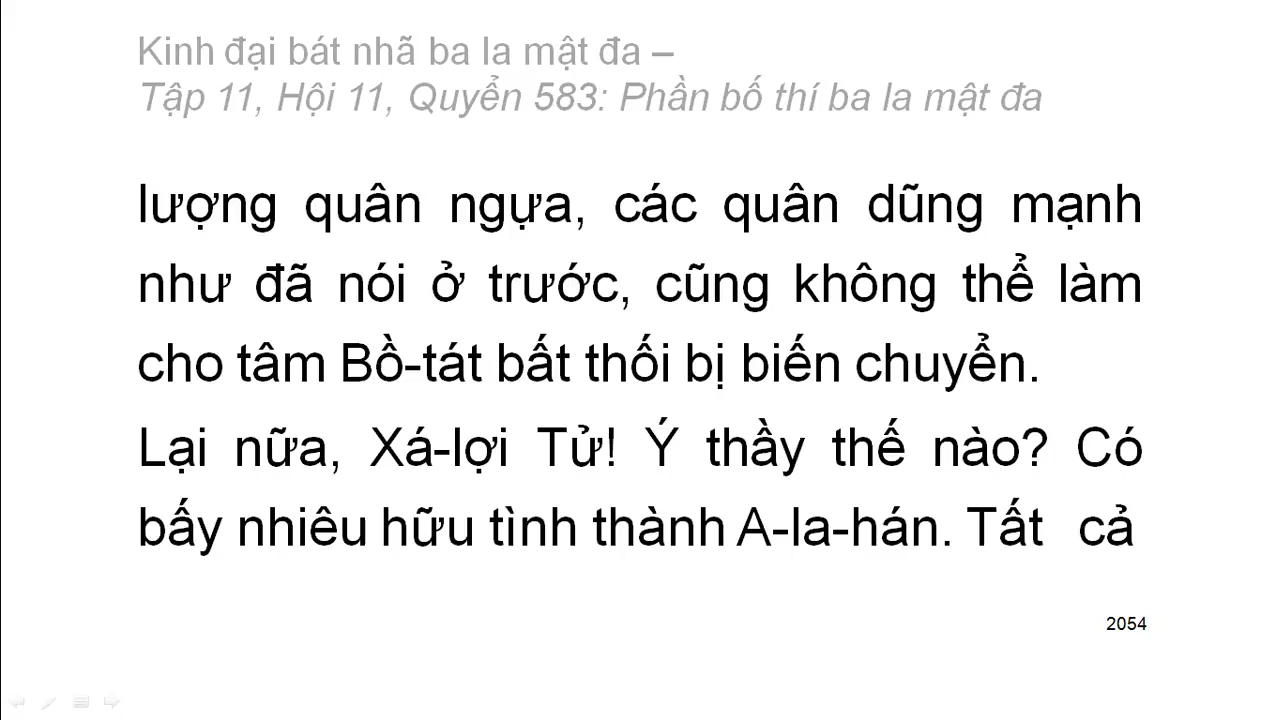 Kinh đại bát nhã ba la mật đa –
Tập 11, Hội 11, Quyển 583: Phần bố thí ba la mật đa
lượng quân ngựa, các quân dũng mạnh
như đã nói ở trước, cũng không thể làm
cho tâm Bồ-tát bất thối bị biến chuyển.
Lại nữa, Xá-lợi Tử! Ý thầy thế nào? Có
bấy nhiêu hữu tình thành A-la-hán. Tất cả
2054